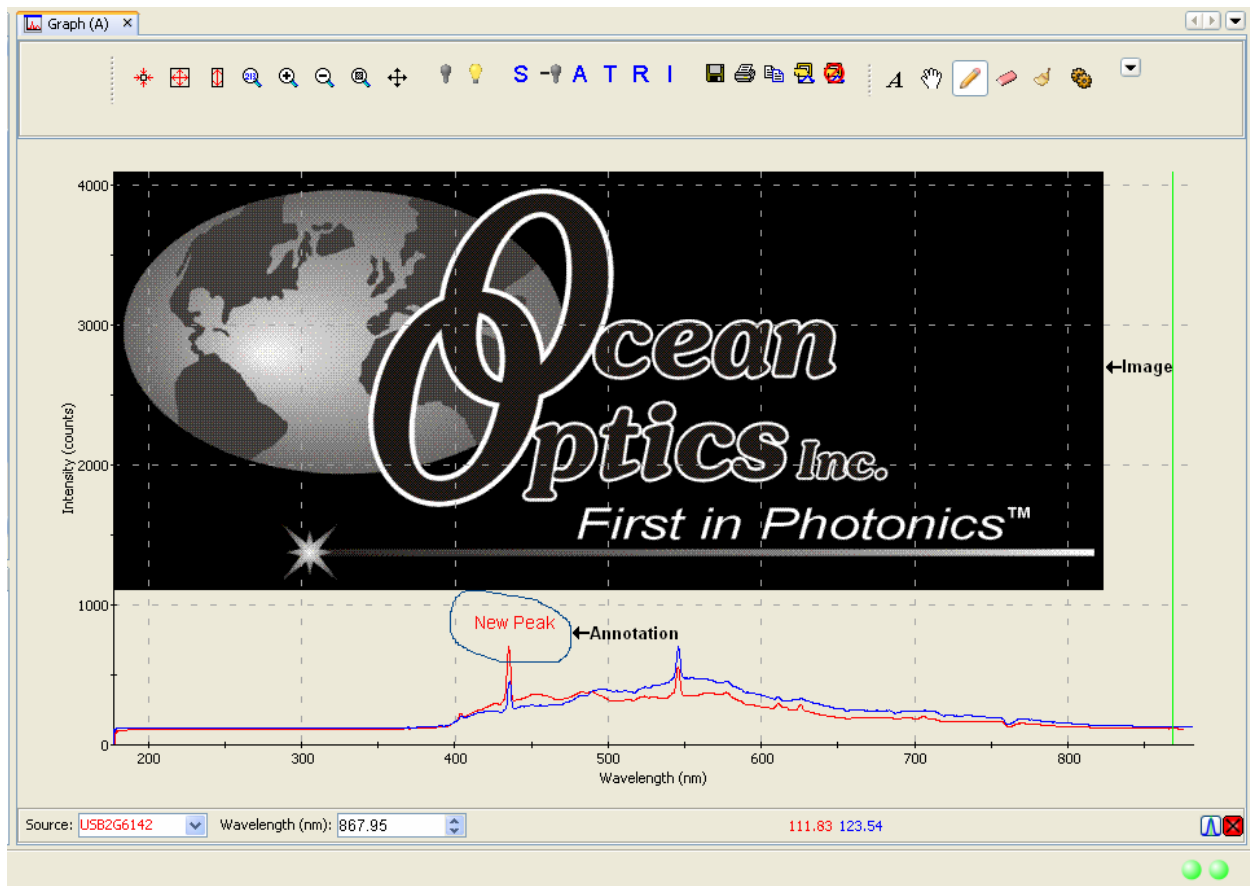 Graph (A)
S A T R I A
4000
3000
2000
1000
0
Intensity (counts)
Ocean
Optics Inc.
First in Photonics™
←Image
New Peak
←Annotation
200 300 400 500 600 700 800
Wavelength (nm)
Source: USB2G6142 Wavelength (nm): 867.95 111.83 123.54